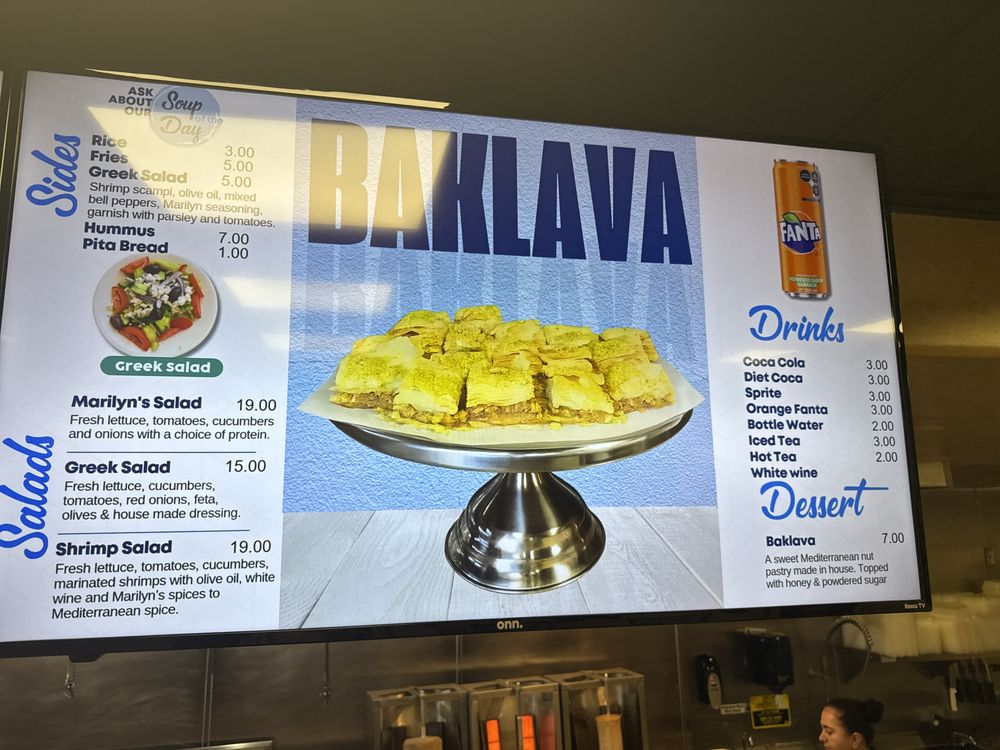 ASK
ABOUT
OUR
Soup
of the
Day
Sides
Rice 3.00
Fries 5.00
Greek Salad 5.00
Shrimp scampi, olive oil, mixed
bell peppers, Marilyn seasoning,
garnish with parsley and tomatoes.
Hummus 7.00
Pita Bread 1.00
Greek Salad
Salads
Marilyn's Salad 19.00
Fresh lettuce, tomatoes, cucumbers
and onions with a choice of protein.
Greek Salad 15.00
Fresh lettuce, cucumbers,
tomatoes, red onions, feta,
olives & house made dressing.
Shrimp Salad 19.00
Fresh lettuce, tomatoes, cucumbers,
marinated shrimps with olive oil, white
wine and Marilyn's spices to
Mediterranean spice.
BAKLAVA
BAKLAVA
FANTA
Drinks
Coca Cola 3.00
Diet Coca 3.00
Sprite 3.00
Orange Fanta 3.00
Bottle Water 2.00
Iced Tea 3.00
Hot Tea 2.00
White wine
Dessert
Baklava 7.00
A sweet Mediterranean nut
pastry made in house. Topped
with honey & powdered sugar
onn.
Roku TV